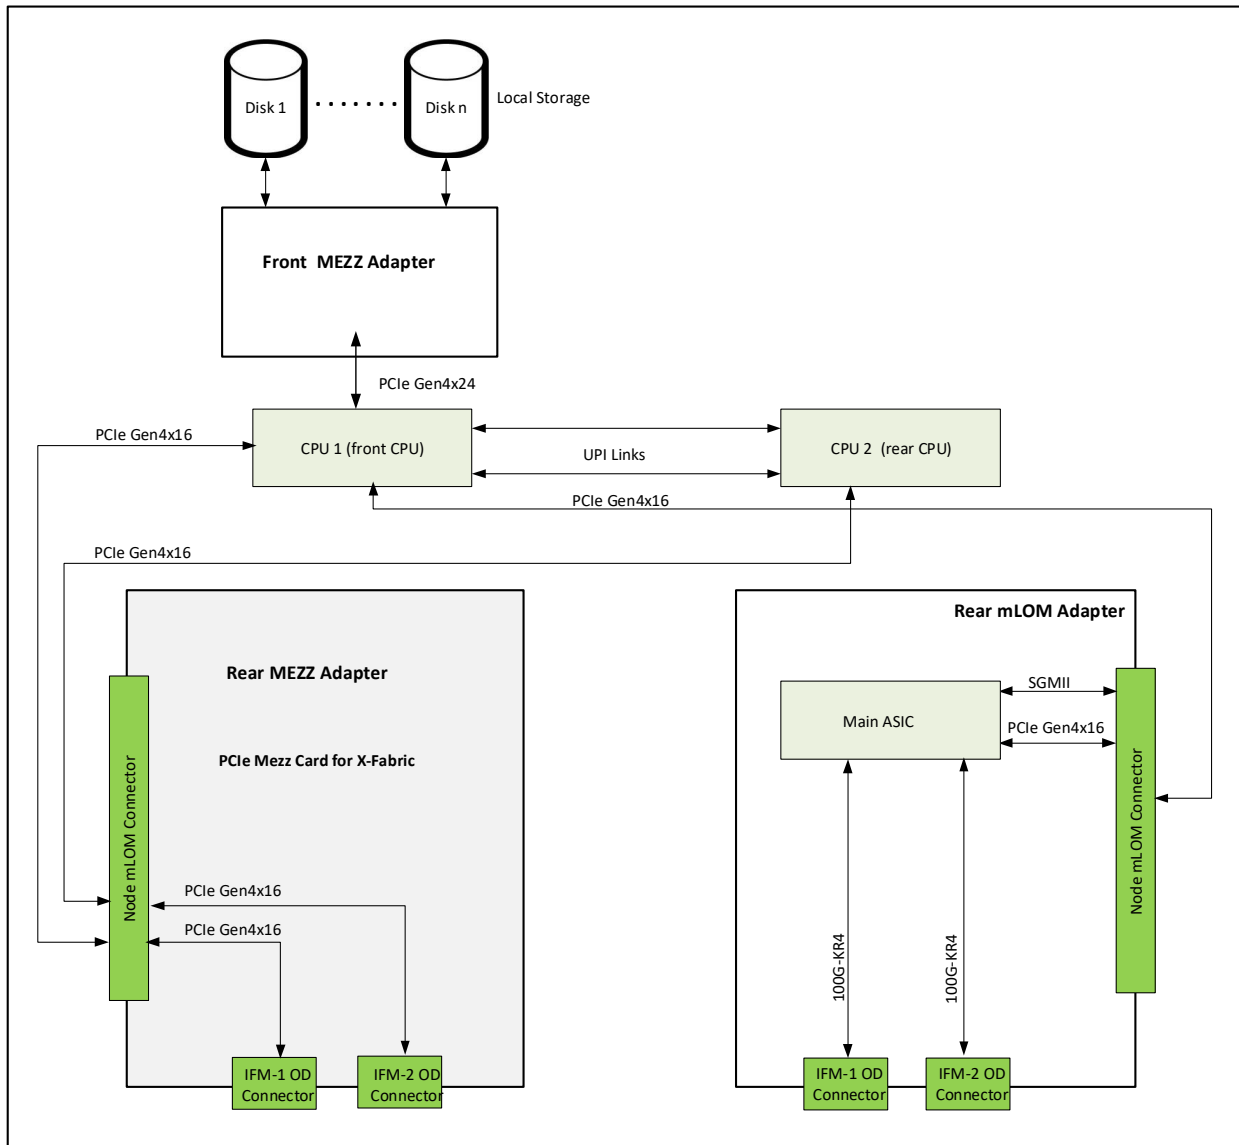 Disk 1
Disk n
Local Storage
Front MEZZ Adapter
PCIe Gen4x24
PCIe Gen4x16
CPU 1 (front CPU)
UPI Links
CPU 2 (rear CPU)
PCIe Gen4x16
PCIe Gen4x16
Rear MEZZ Adapter
PCIe Mezz Card for X-Fabric
Node mLOM Connector
PCIe Gen4x16
PCIe Gen4x16
IFM-1 OD
Connector
IFM-2 OD
Connector
Rear mLOM Adapter
Main ASIC
SGMII
PCIe Gen4x16
Node mLOM Connector
100G-KR4
100G-KR4
IFM-1 OD
Connector
IFM-2 OD
Connector